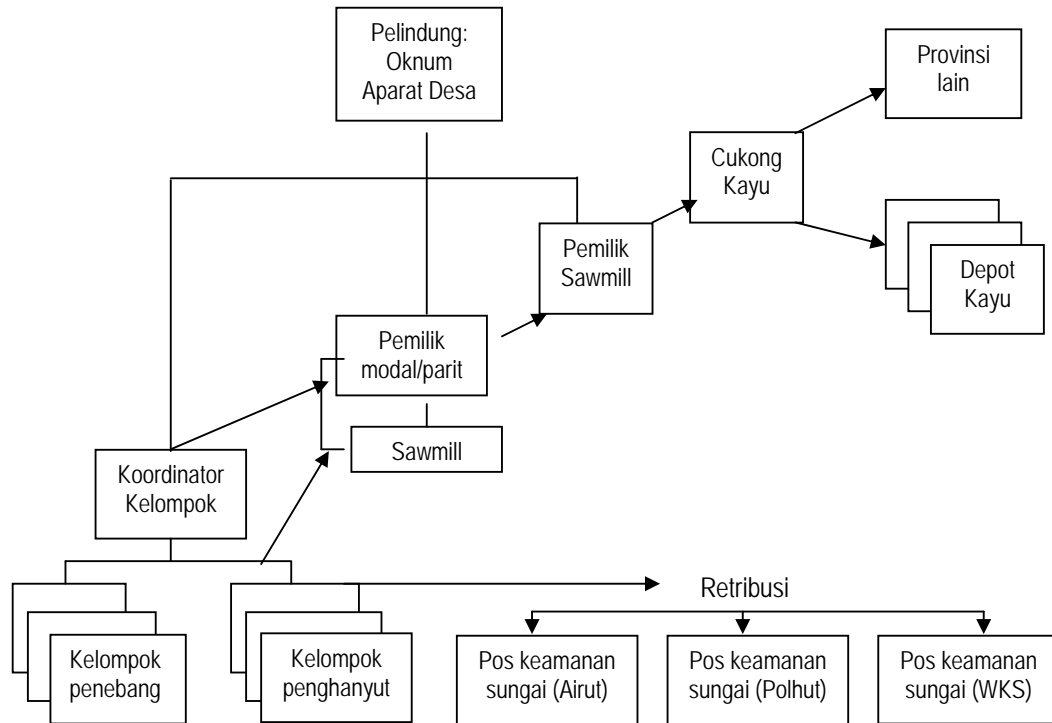 Pelindung:
Oknum
Aparat Desa
Provinsi
lain
Cukong
Kayu
Pemilik
Sawmill
Depot
Kayu
Pemilik
modal/parit
Sawmill
Koordinator
Kelompok
Retribusi
Kelompok
penebang
Kelompok
penghanyut
Pos keamanan
sungai (Airut)
Pos keamanan
sungai (Polhut)
Pos keamanan
sungai (WKS)